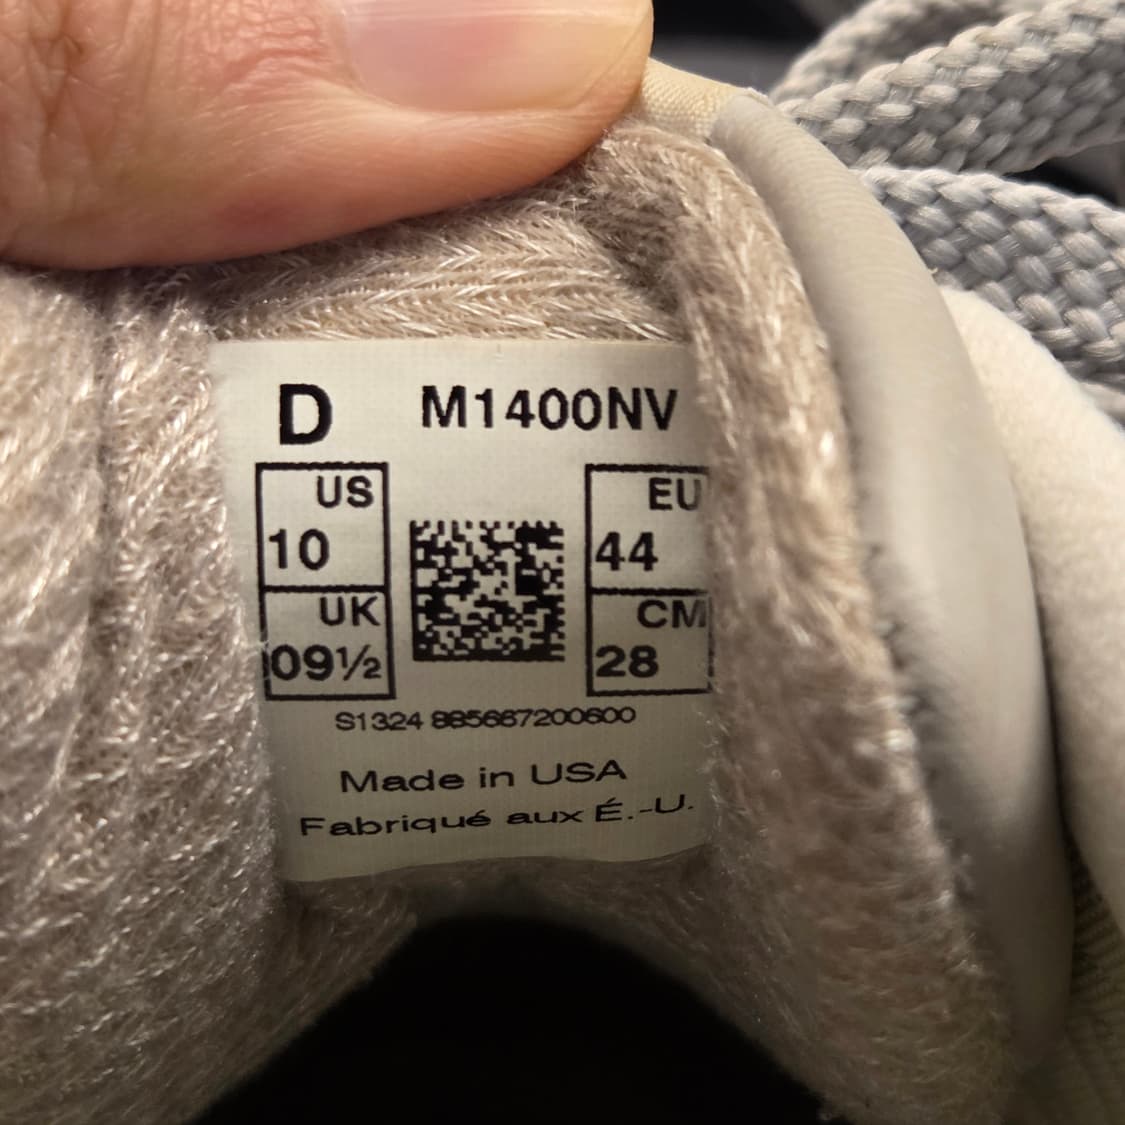 D M1400NV
US EU
10 44
UK CM
09½ 28
S1324 885667200600
Made in USA
Fabriqué aux É.-U.